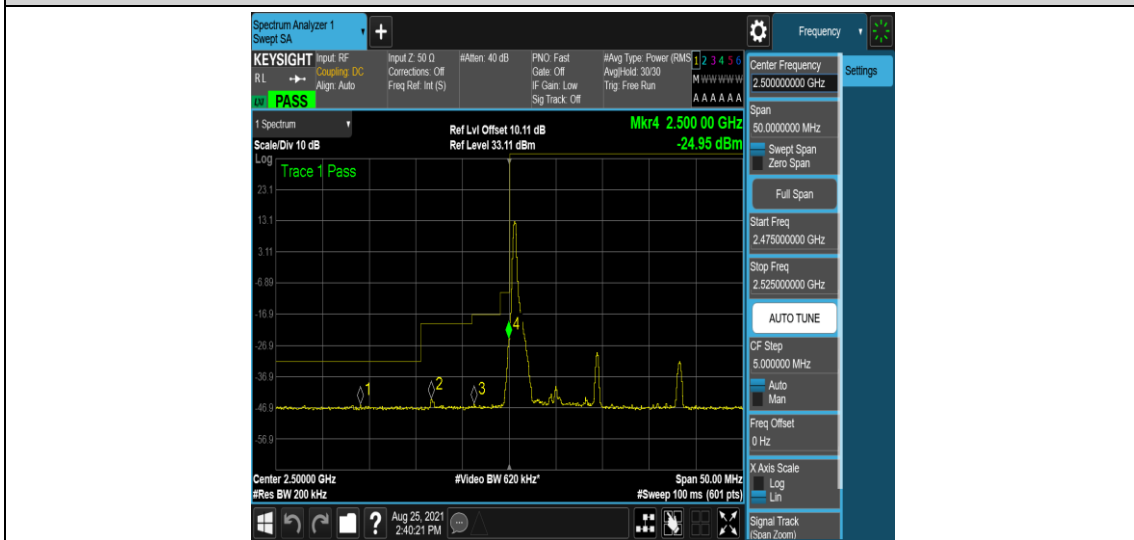 Spectrum Analyzer 1
Swept SA
+
Frequency
KEYSIGHT
RL
Input: RF
Coupling: DC
Align: Auto
Input Z: 50 Ω
Corrections: Off
Freq Ref: Int (S)
#Atten: 40 dB
PNO: Fast
Gate: Off
IF Gain: Low
Sig Track: Off
#Avg Type: Power (RMS
Avg|Hold: 30/30
Trig: Free Run
1 2 3 4 5 6
M W W W W W
A A A A A A
PASS
1 Spectrum
Scale/Div 10 dB
Ref Lvl Offset 10.11 dB
Ref Level 33.11 dBm
Mkr4 2.500 00 GHz
-24.95 dBm
Log
Trace 1 Pass
23.1
13.1
3.11
-6.89
-16.9
-26.9
-36.9
-46.9
-56.9
1
2
3
4
Center 2.50000 GHz
#Res BW 200 kHz
#Video BW 620 kHz*
Span 50.00 MHz
#Sweep 100 ms (601 pts)
?
Aug 25, 2021
2:40:21 PM
Center Frequency
2.500000000 GHz
Settings
Span
50.0000000 MHz
Swept Span
Zero Span
Full Span
Start Freq
2.475000000 GHz
Stop Freq
2.525000000 GHz
AUTO TUNE
CF Step
5.000000 MHz
Auto
Man
Freq Offset
0 Hz
X Axis Scale
Log
Lin
Signal Track
(Span Zoom)